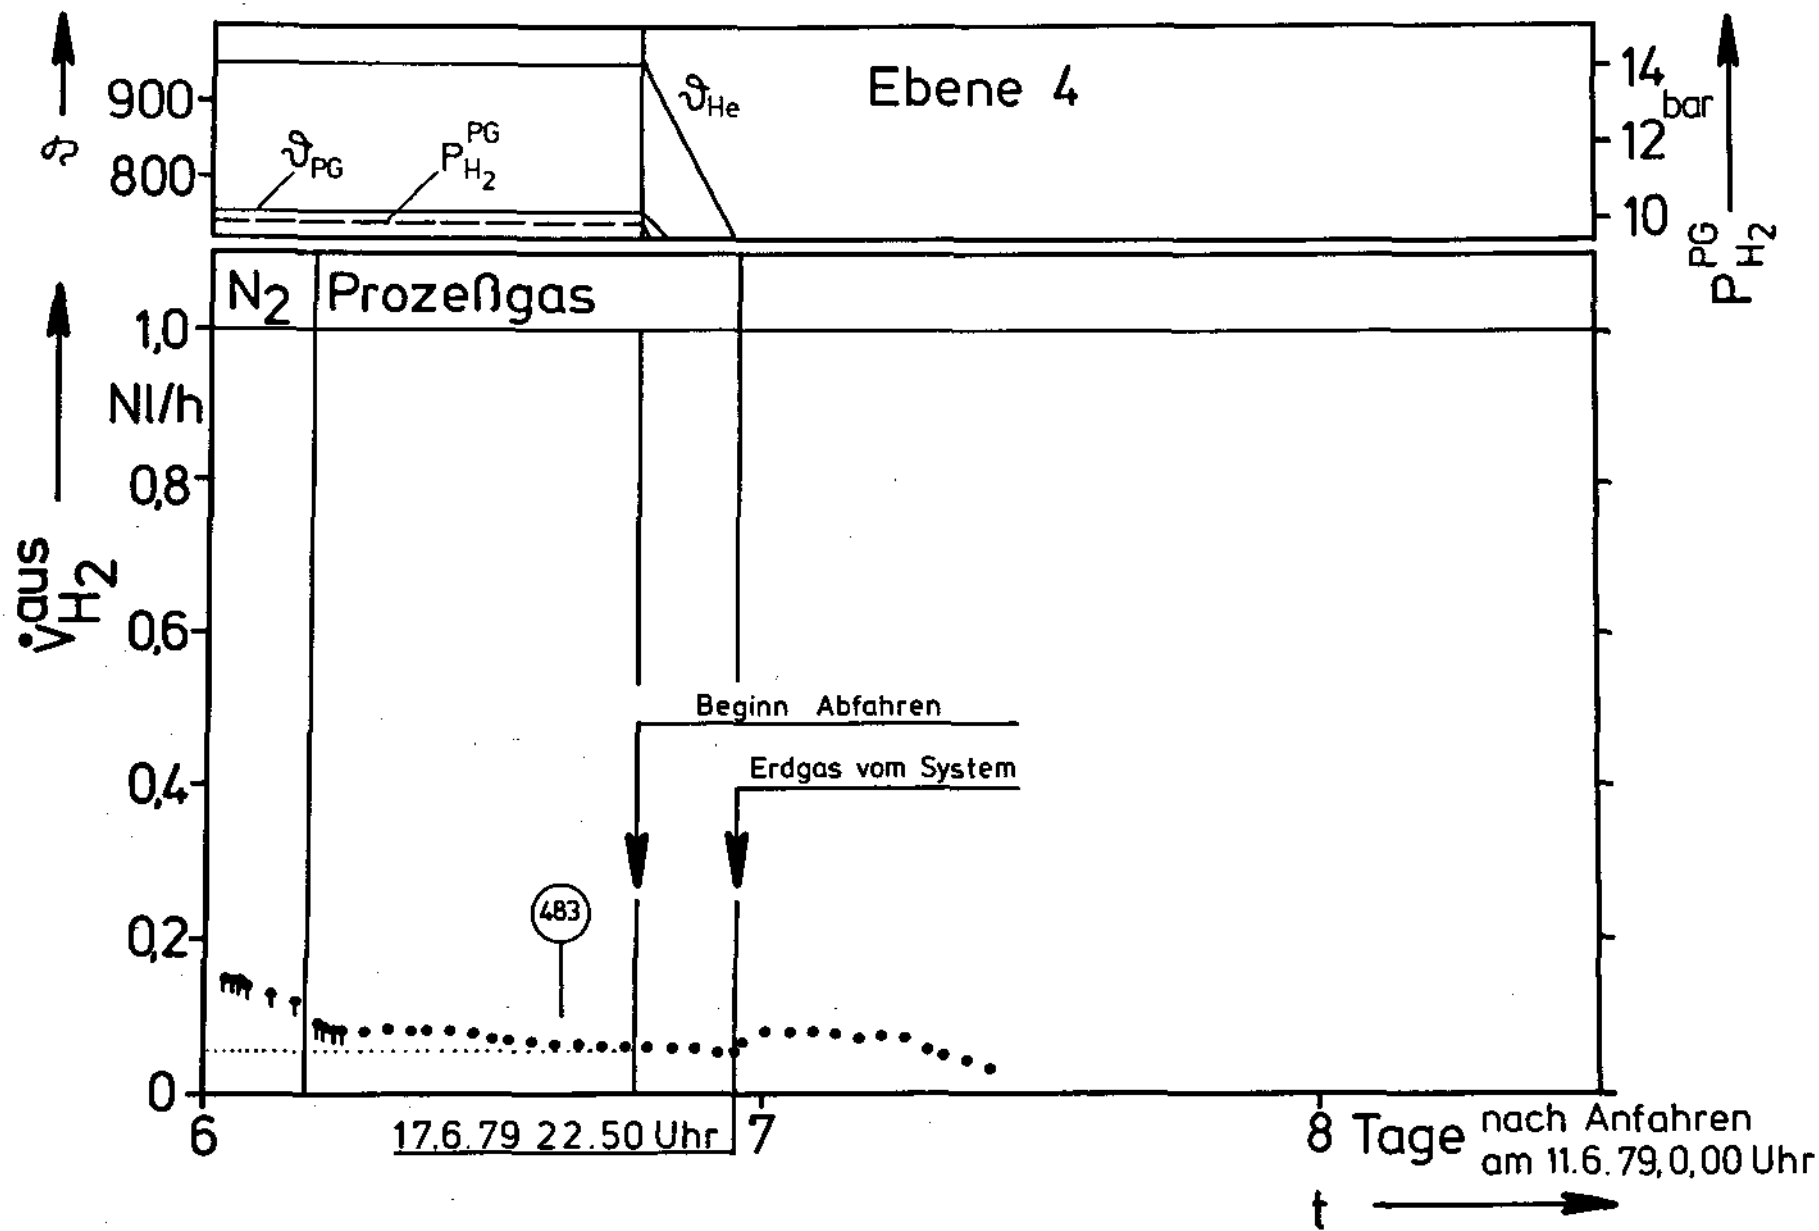 Ebene 4
ϑ
900
800
ϑHe
ϑPG
P H2 PG
14
bar
12
10
P H2 PG
N2
Prozeßgas
1,0
Nl/h
0,8
0,6
0,4
0,2
0
V̇ H2 aus
Beginn Abfahren
Erdgas vom System
483
6
17.6.79 22.50 Uhr
7
8 Tage nach Anfahren
am 11.6.79, 0,00 Uhr
t